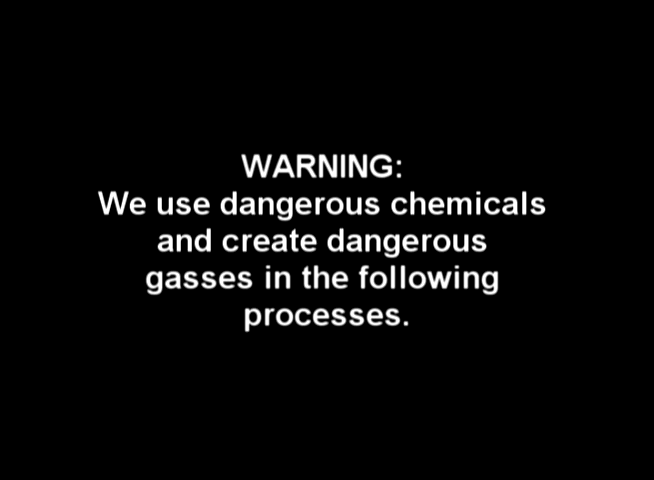 WARNING:
We use dangerous chemicals
and create dangerous
gasses in the following
processes.